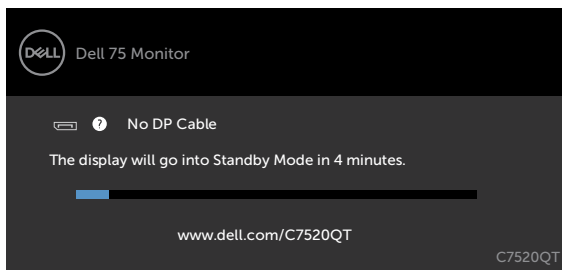 DELL Dell 75 Monitor
? No DP Cable
The display will go into Standby Mode in 4 minutes.
www.dell.com/C7520QT
C7520QT